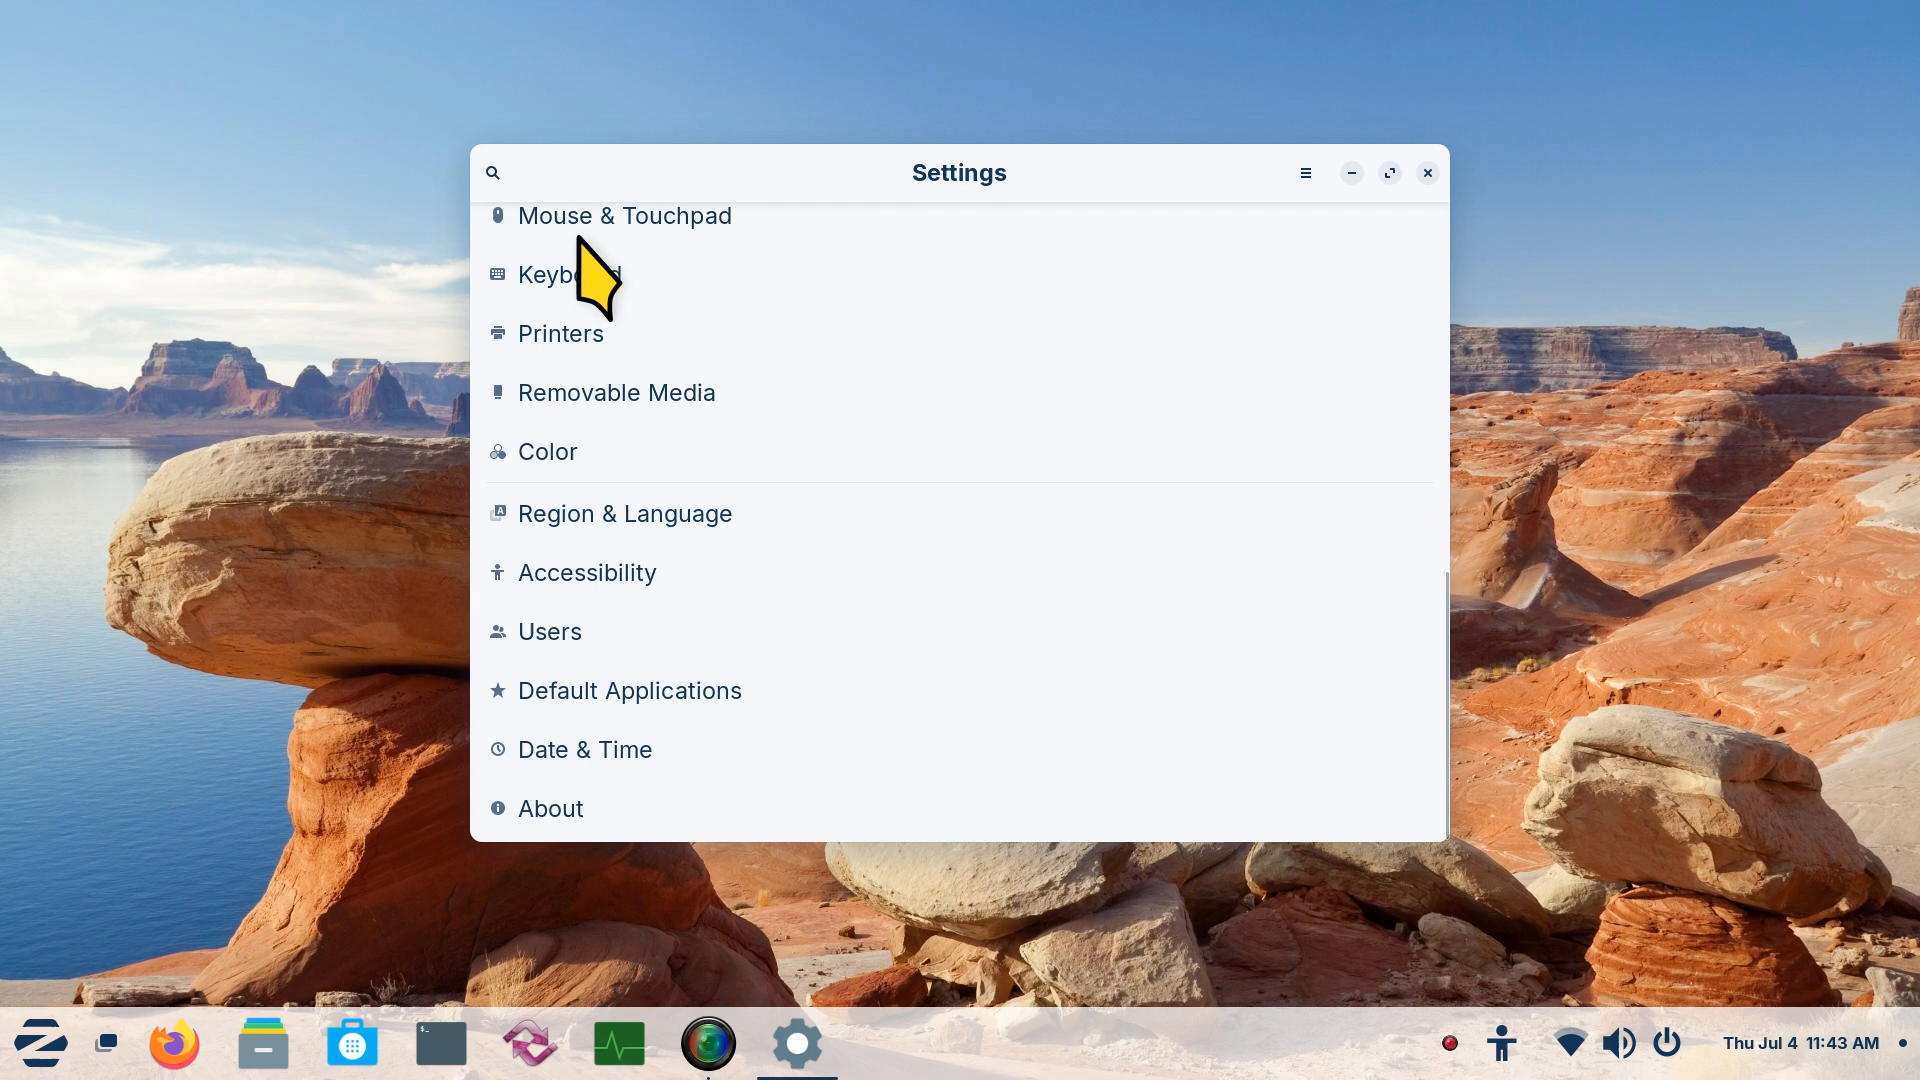 Settings
Mouse & Touchpad
Printers
Removable Media
Color
Region & Language
Accessibility
Users
Default Applications
Date & Time
About
Thu Jul 4 11:43 AM